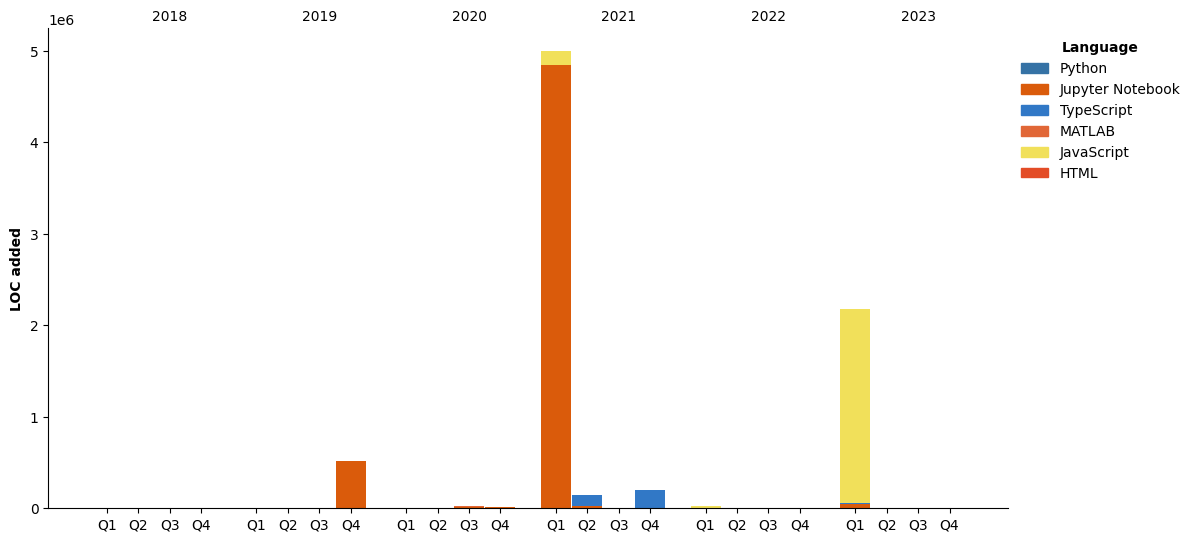 1e6
2018 2019 2020 2021 2022 2023
Language
Python
Jupyter Notebook
TypeScript
MATLAB
JavaScript
HTML
LOC added
5
4
3
2
1
0
Q1 Q2 Q3 Q4 Q1 Q2 Q3 Q4 Q1 Q2 Q3 Q4 Q1 Q2 Q3 Q4 Q1 Q2 Q3 Q4 Q1 Q2 Q3 Q4